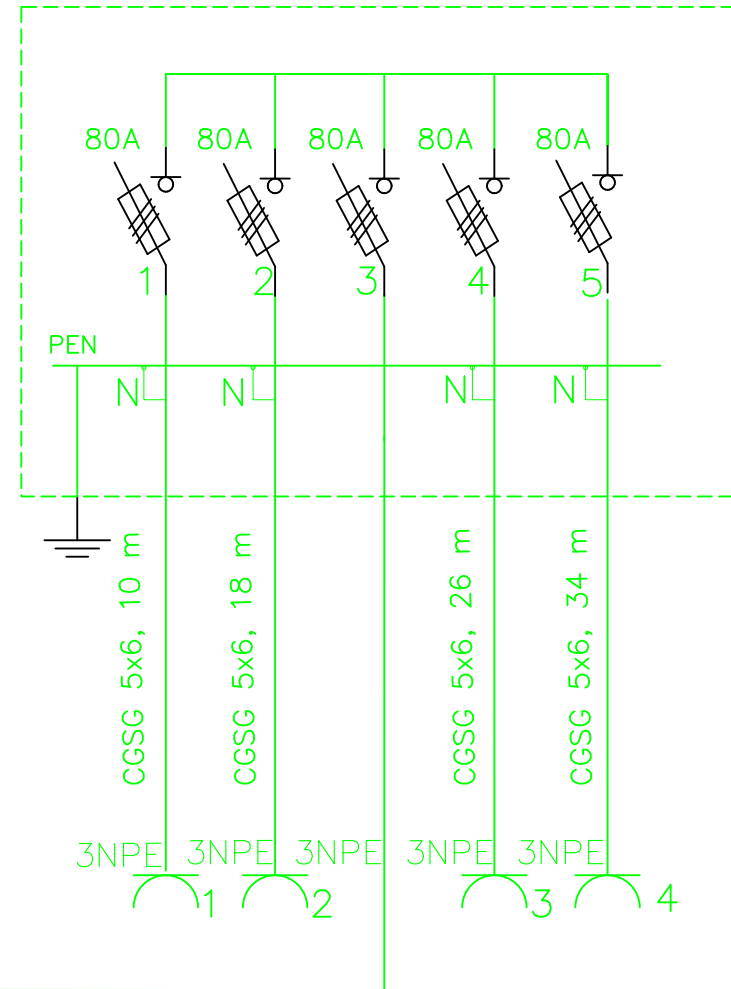 80A 80A 80A 80A 80A
1 2 3 4 5
PEN
N N N N
CGSG 5x6, 10 m
CGSG 5x6, 18 m
CGSG 5x6, 26 m
CGSG 5x6, 34 m
3NPE 3NPE 3NPE 3NPE 3NPE
1 2 3 4